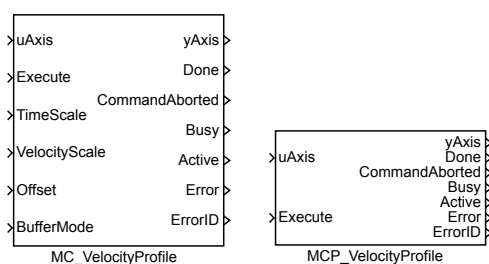 uAxis
Execute
TimeScale
VelocityScale
Offset
BufferMode
yAxis
Done
CommandAborted
Busy
Active
Error
ErrorID
MC_VelocityProfile
uAxis
Execute
yAxis
Done
CommandAborted
Busy
Active
Error
ErrorID
MCP_VelocityProfile